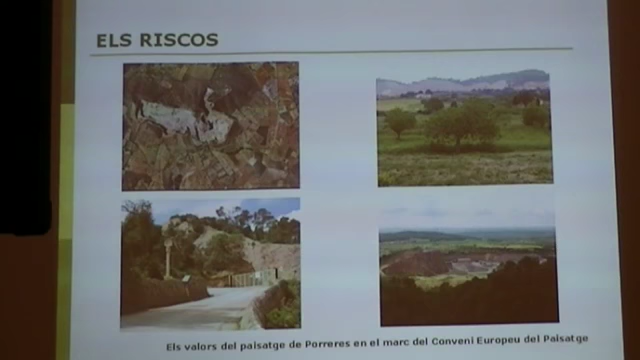 ELS RISCOS
Els valors del paisatge de Porreres en el marc del Conveni Europeu del Paisatge